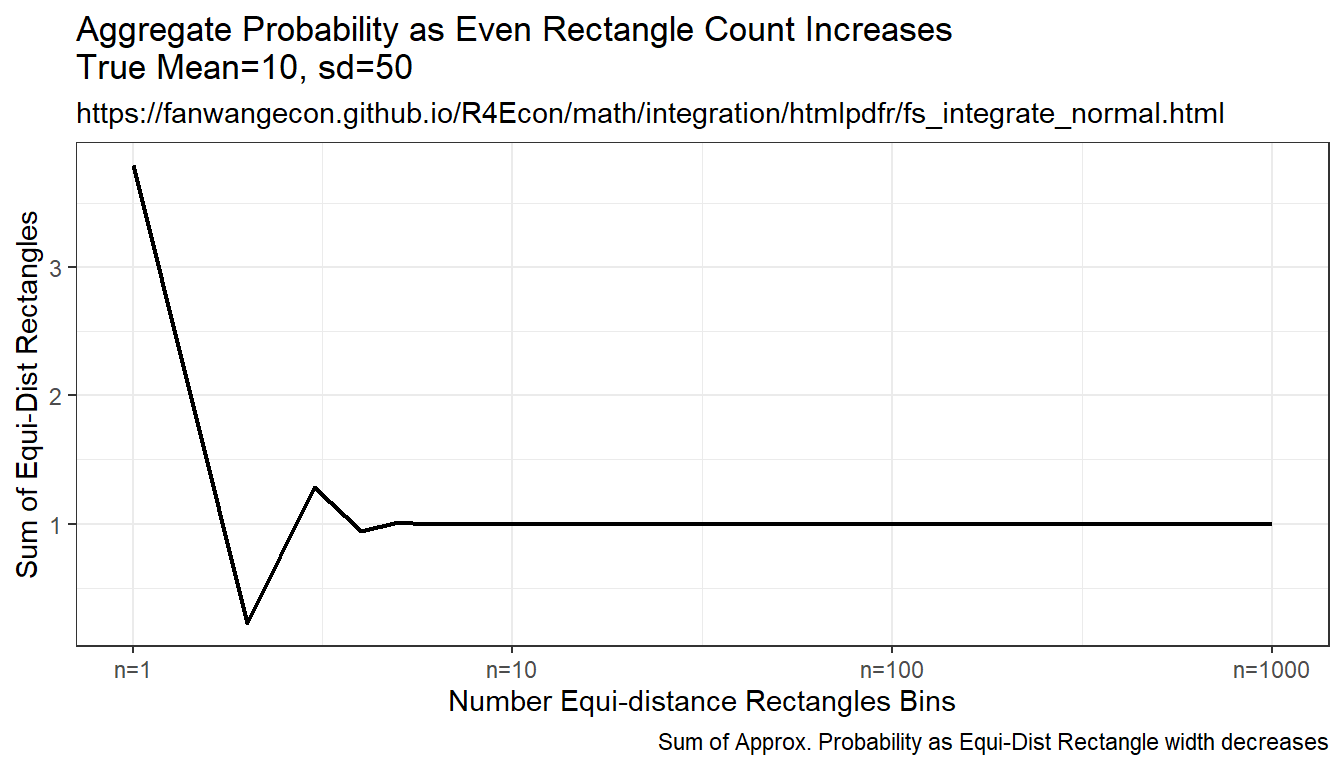 Aggregate Probability as Even Rectangle Count Increases
True Mean=10, sd=50
https://fanwangecon.github.io/R4Econ/math/integration/htmlpdfr/fs_integrate_normal.html
Sum of Equi-Dist Rectangles
3
2
1
n=1
n=10
n=100
n=1000
Number Equi-distance Rectangles Bins
Sum of Approx. Probability as Equi-Dist Rectangle width decreases